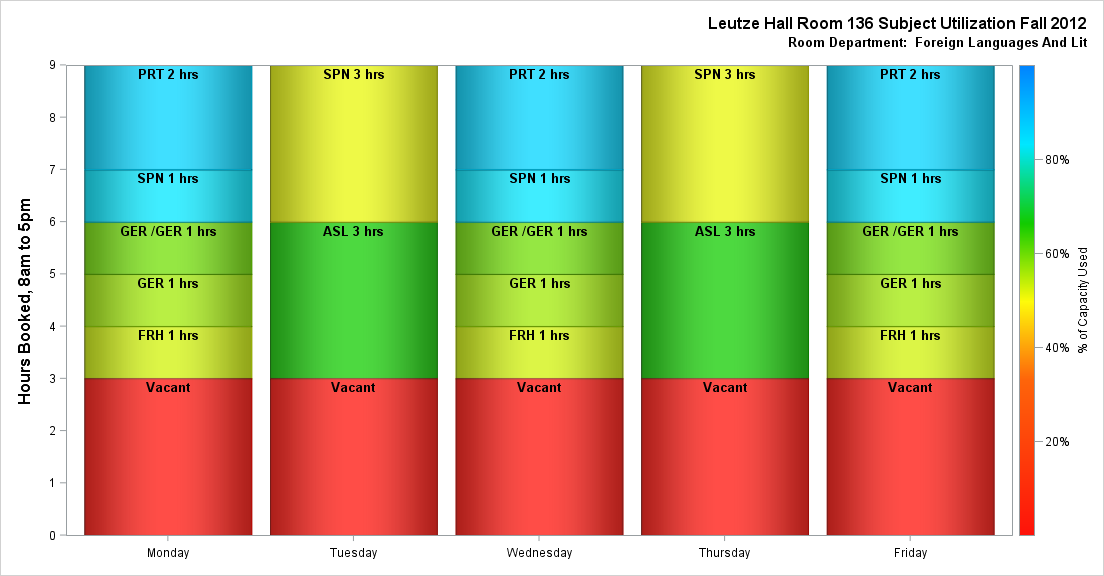 Leutze Hall Room 136 Subject Utilization Fall 2012
Room Department:  Foreign Languages And Lit
Hours Booked, 8am to 5pm
9
8
7
6
5
4
3
2
1
0
PRT 2 hrs
SPN 1 hrs
GER /GER 1 hrs
GER 1 hrs
FRH 1 hrs
Vacant
Monday
SPN 3 hrs
ASL 3 hrs
Vacant
Tuesday
PRT 2 hrs
SPN 1 hrs
GER /GER 1 hrs
GER 1 hrs
FRH 1 hrs
Vacant
Wednesday
SPN 3 hrs
ASL 3 hrs
Vacant
Thursday
PRT 2 hrs
SPN 1 hrs
GER /GER 1 hrs
GER 1 hrs
FRH 1 hrs
Vacant
Friday
80%
60%
40%
20%
% of Capacity Used